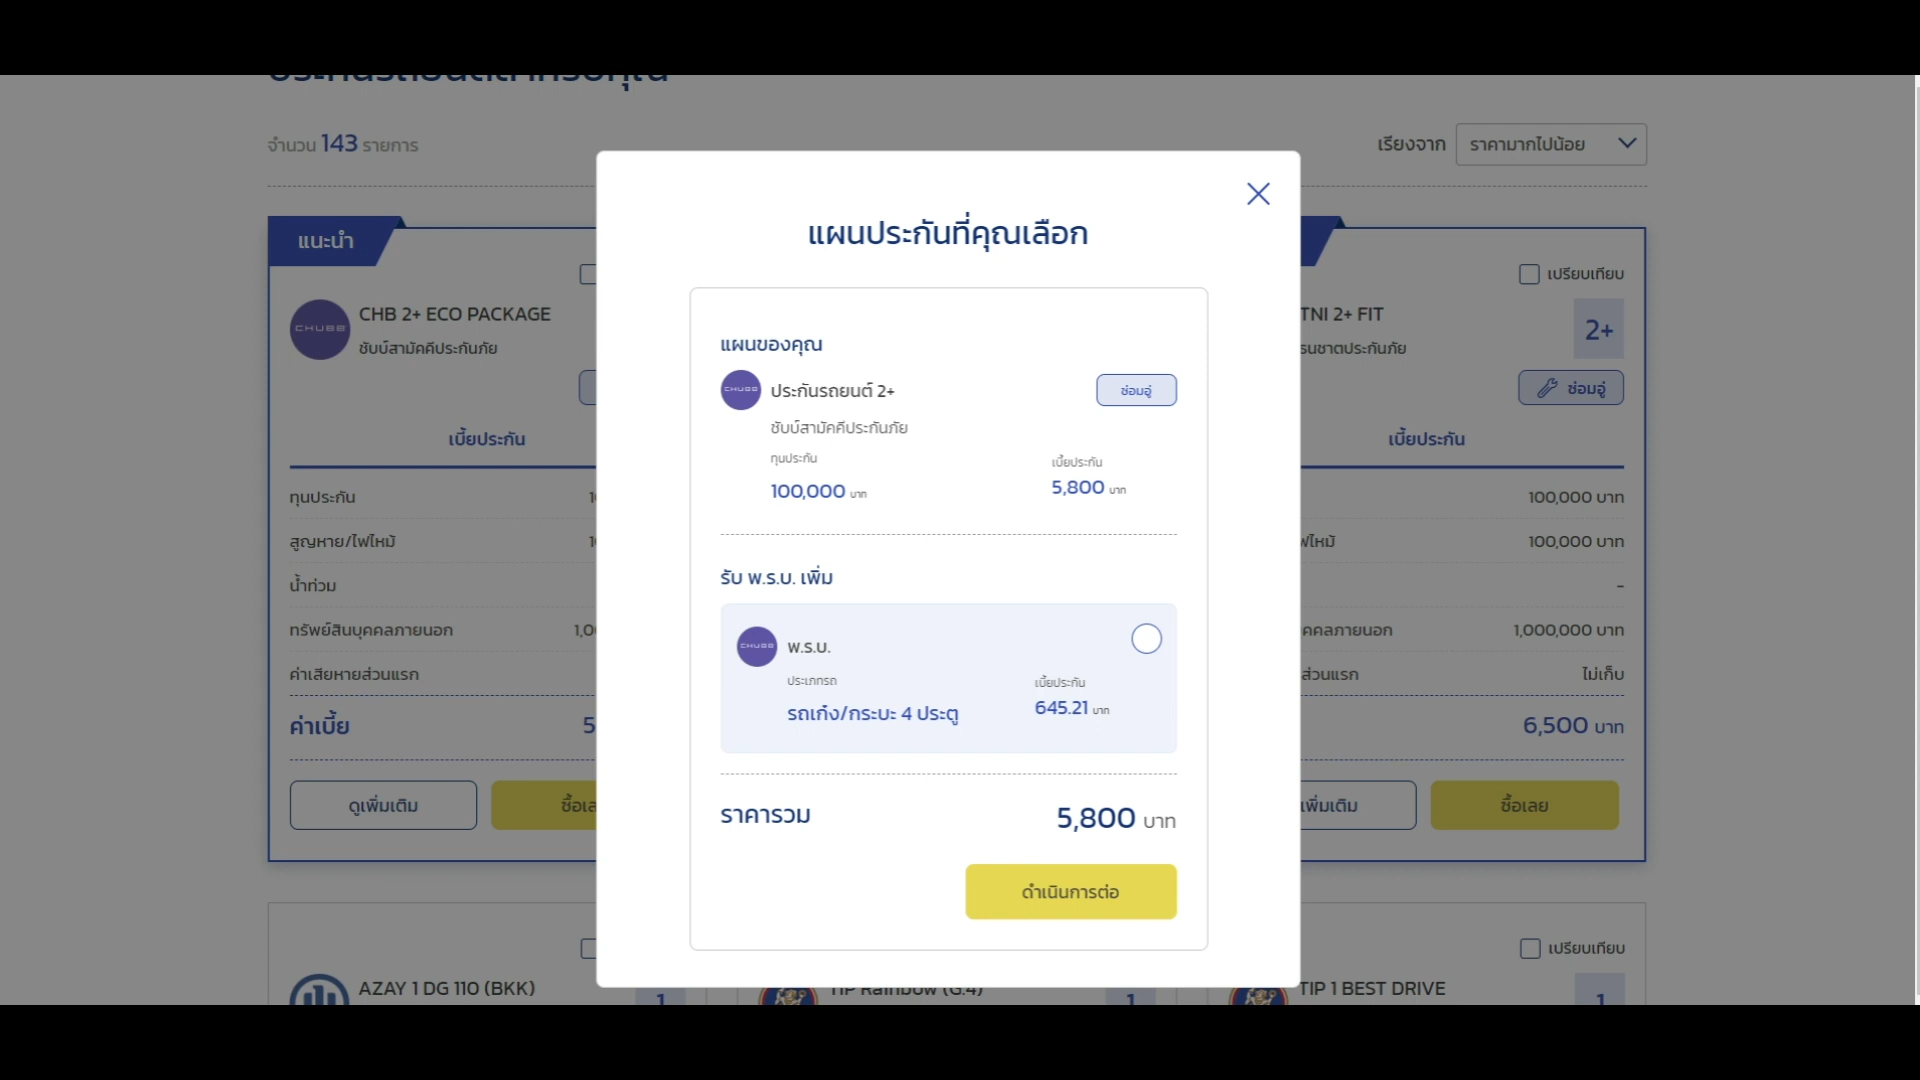 จำนวน 143 รายการ
เรียงจาก ราคามากไปน้อย
แนะนำ
CHUBB
CHB 2+ ECO PACKAGE
ชับบ์สามัคคีประกันภัย
เบี้ยประกัน
ทุนประกัน
สูญหาย/ไฟไหม้
น้ำท่วม
ทรัพย์สินบุคคลภายนอก
ค่าเสียหายส่วนแรก
ค่าเบี้ย
ดูเพิ่มเติม
แผนประกันที่คุณเลือก
แผนของคุณ
CHUBB
ประกันรถยนต์ 2+
ซ่อมอู่
ชับบ์สามัคคีประกันภัย
ทุนประกัน
เบี้ยประกัน
100,000 บาท
5,800 บาท
รับ พ.ร.บ. เพิ่ม
CHUBB
พ.ร.บ.
ประเภทรถ
เบี้ยประกัน
รถเก๋ง/กระบะ 4 ประตู
645.21 บาท
ราคารวม
5,800 บาท
ดำเนินการต่อ
เปรียบเทียบ
TNI 2+ FIT
2+
ซ่อมอู่
เบี้ยประกัน
100,000 บาท
100,000 บาท
-
1,000,000 บาท
ส่วนแรก ไม่เก็บ
6,500 บาท
ซื้อเลย
เปรียบเทียบ
AZAY 1 DG 110 (BKK)
1
1
TIP 1 BEST DRIVE
1